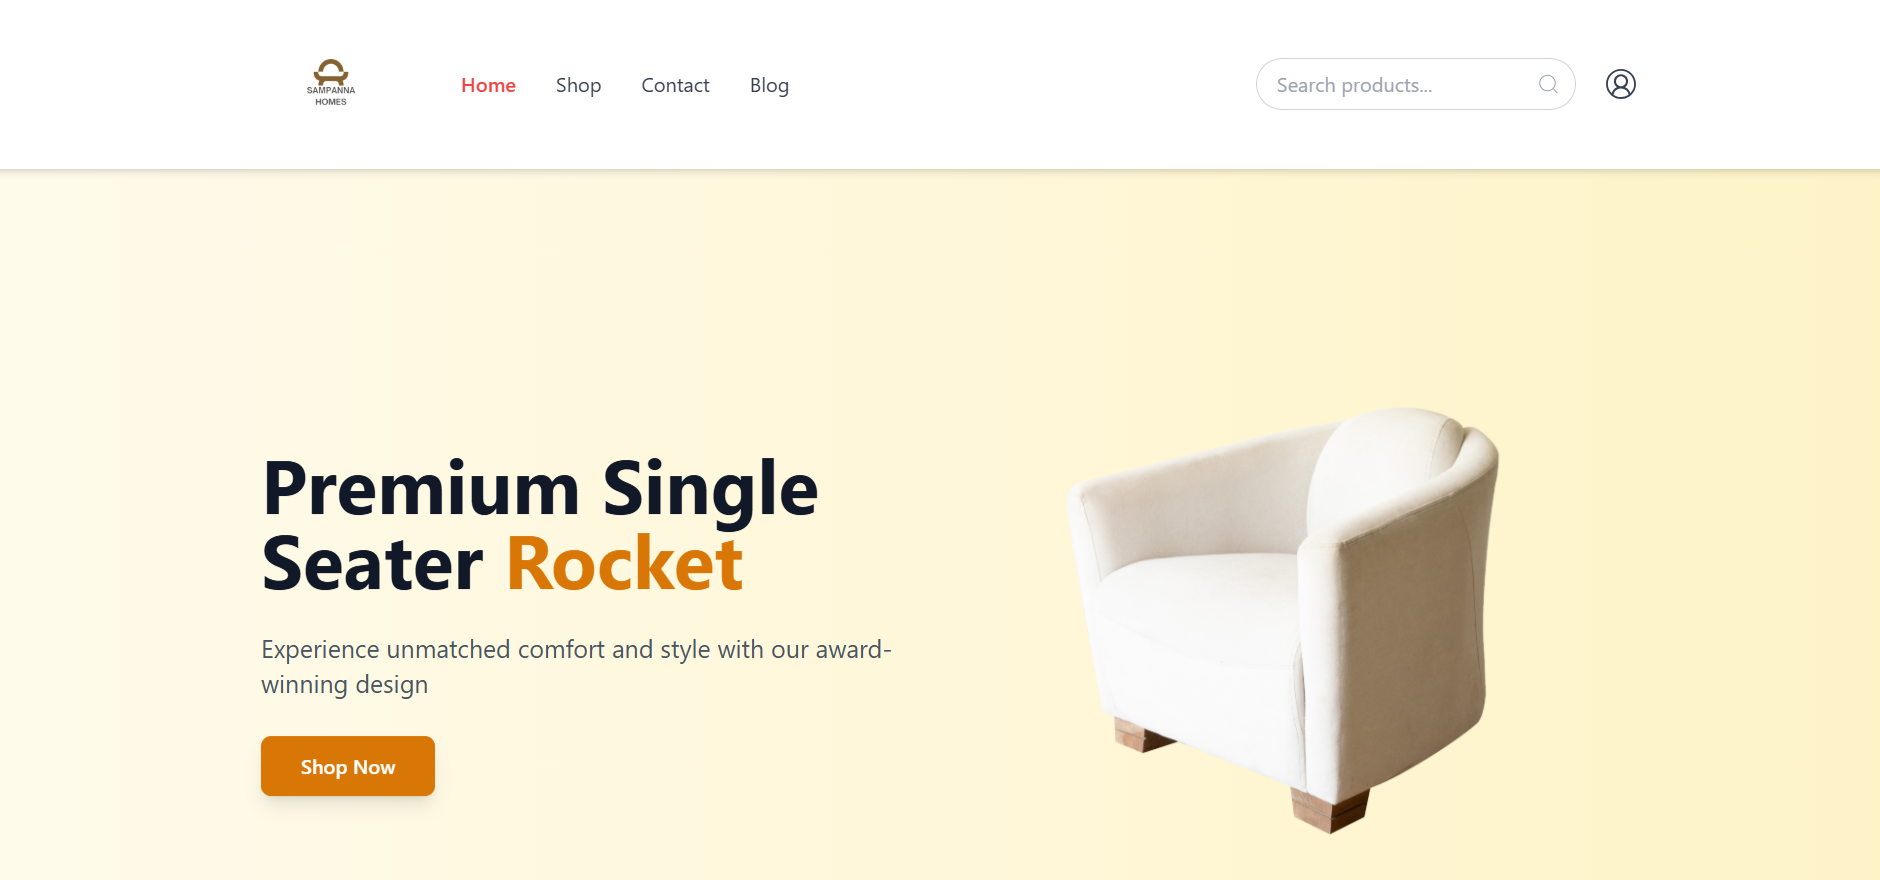 SAMPANNA
HOMES
Home
Shop
Contact
Blog
Search products...
Premium Single
Seater Rocket
Experience unmatched comfort and style with our award-
winning design
Shop Now